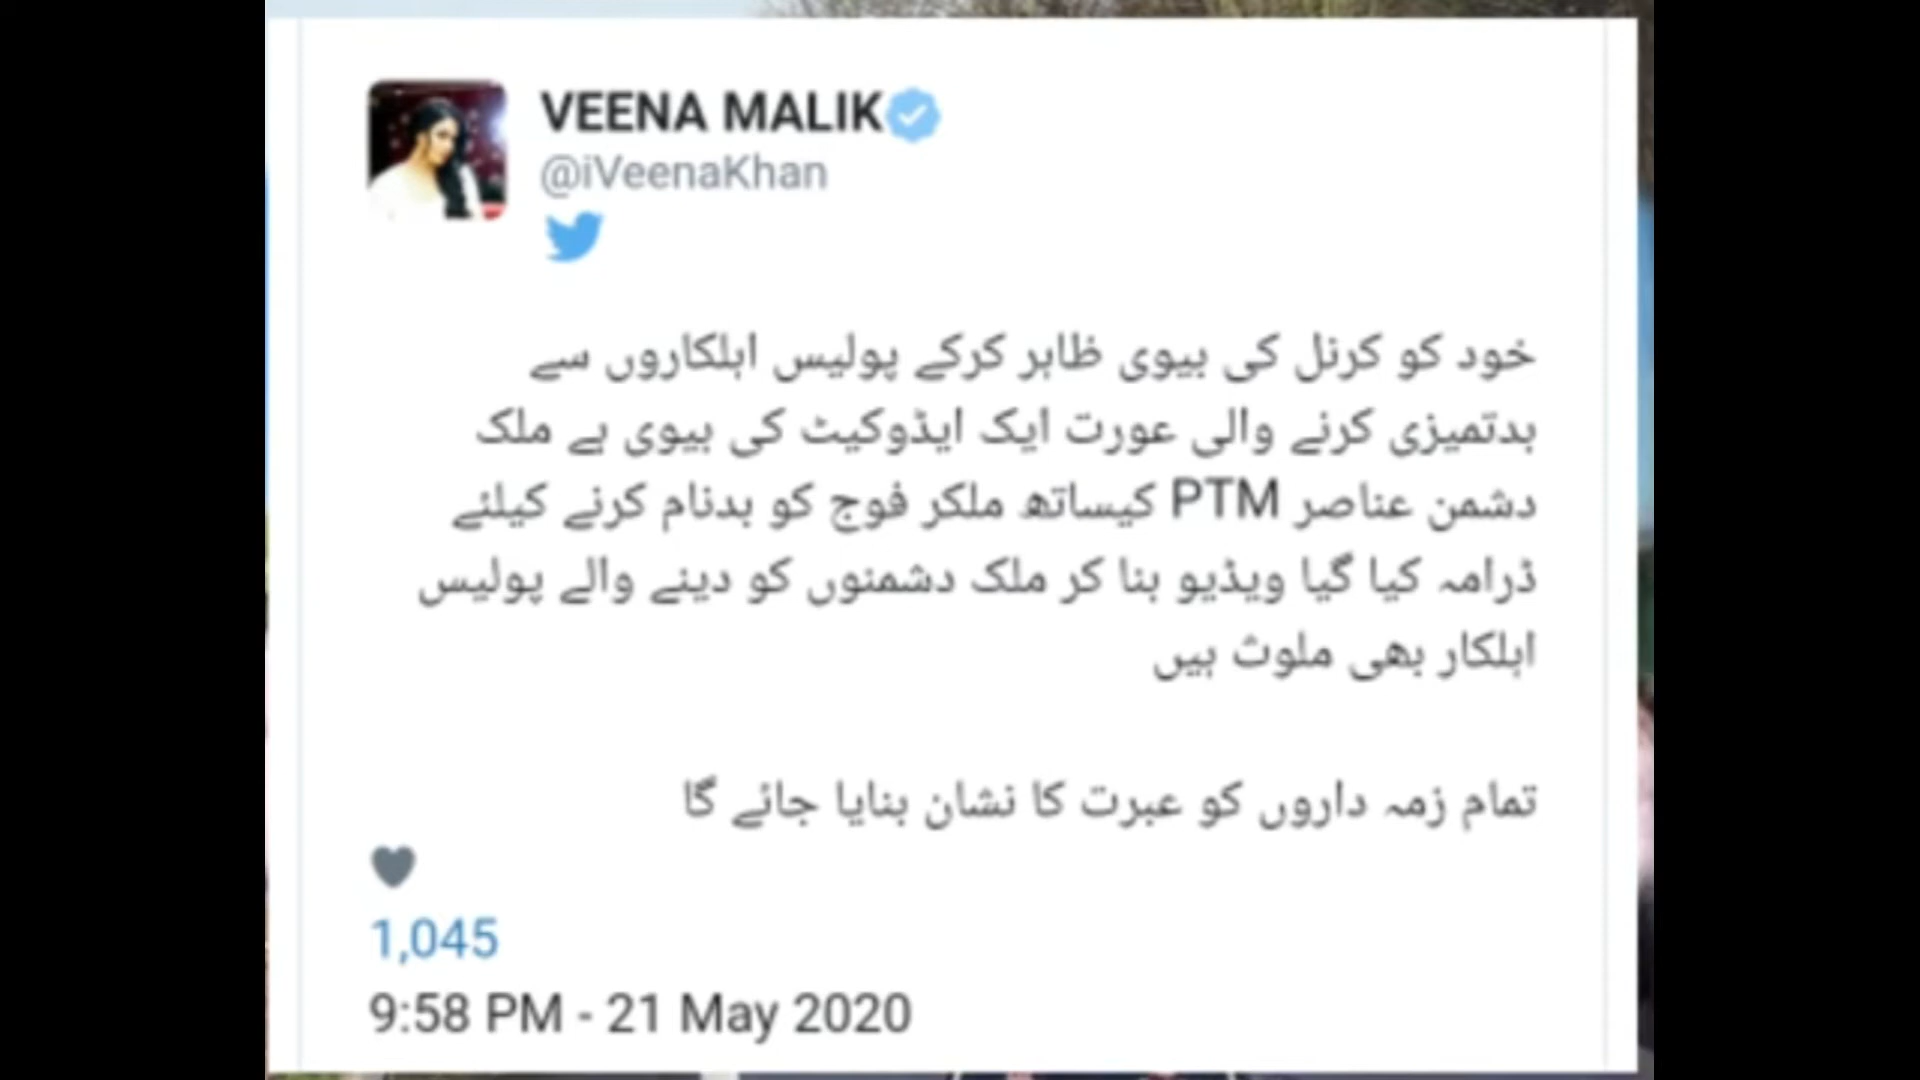 VEENA MALIK
@iVeenaKhan
خود کو کرنل کی بیوی ظاہر کرکے پولیس اہلکاروں سے
بدتمیزی کرنے والی عورت ایک ایڈوکیٹ کی بیوی ہے ملک
دشمن عناصر PTM کیساتھ ملکر فوج کو بدنام کرنے کیلئے
ڈرامہ کیا گیا ویڈیو بنا کر ملک دشمنوں کو دینے والے پولیس
اہلکار بھی ملوث ہیں
تمام زمہ داروں کو عبرت کا نشان بنایا جائے گا
1,045
9:58 PM - 21 May 2020